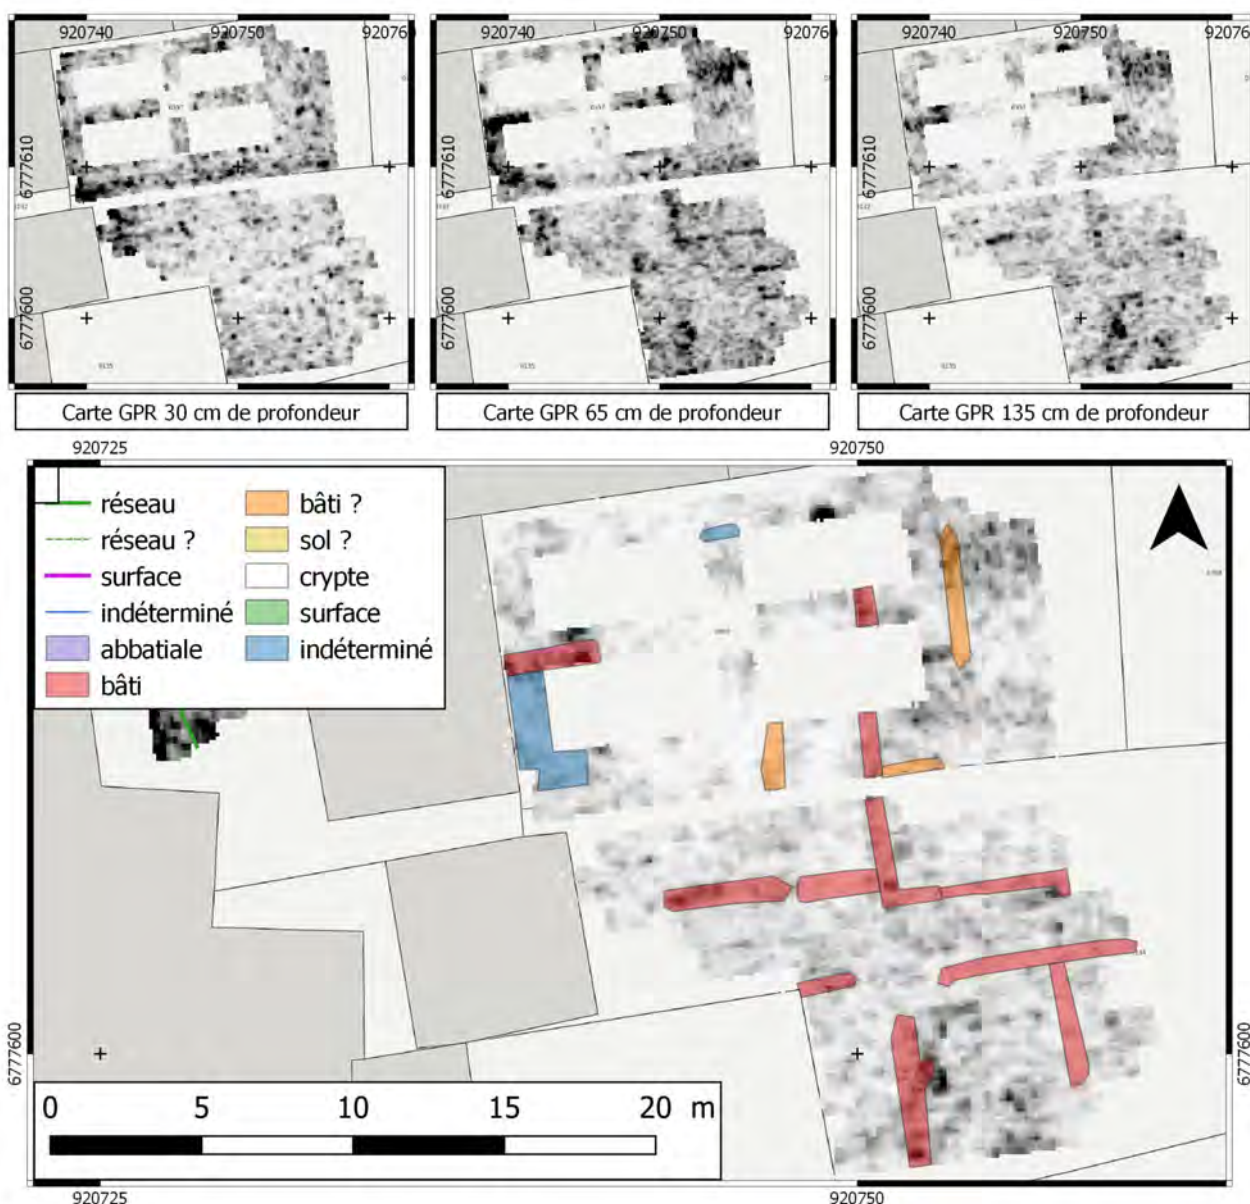 920740 920750 920760
920740 920750 920760
920740 920750
6777610
6777600
6777610
6777600
6777610
6777600
Carte GPR 30 cm de profondeur
Carte GPR 65 cm de profondeur
Carte GPR 135 cm de profondeur
920725 920750
réseau
réseau ?
surface
indéterminé
abbatiale
bâti
bâti ?
sol ?
crypte
surface
indéterminé
6777600
6777600
0 5 10 15 20 m
920725 920750